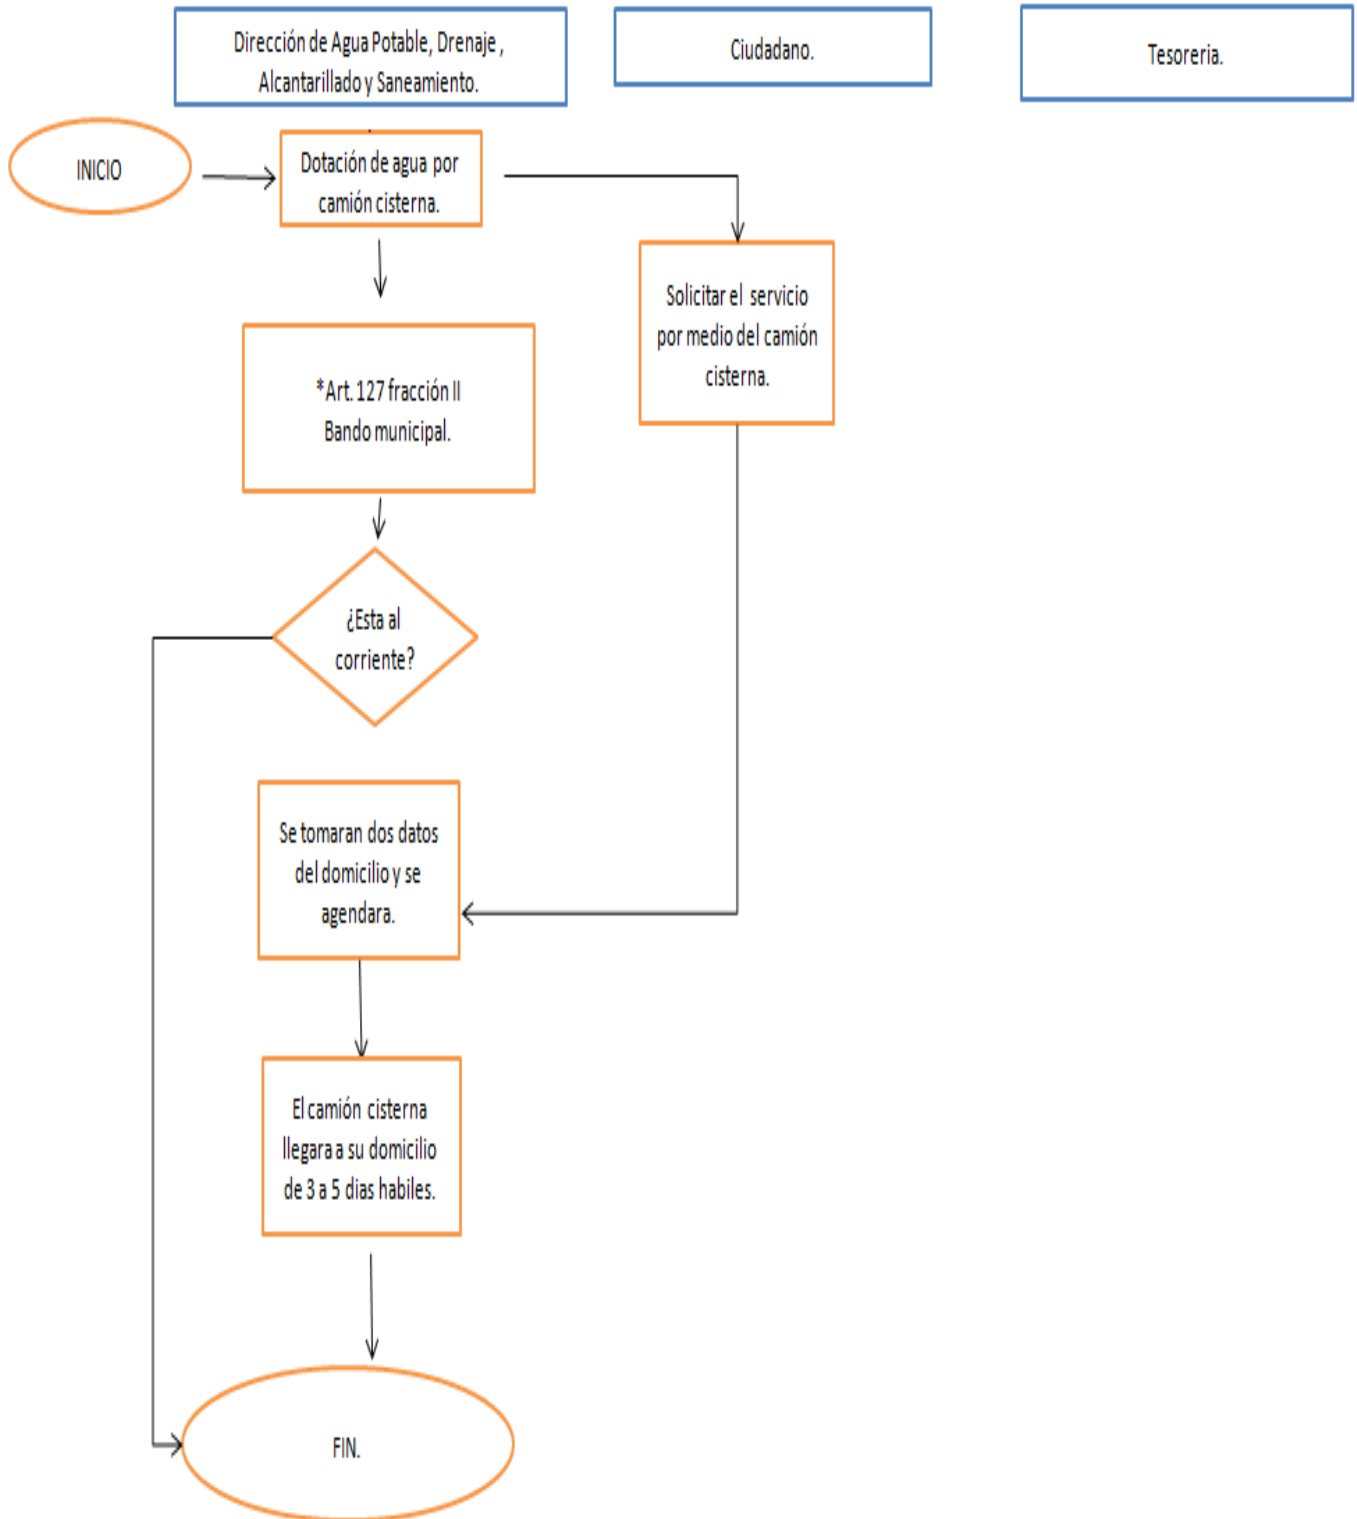 Dirección de Agua Potable, Drenaje ,
Alcantarillado y Saneamiento.
Ciudadano.
Tesoreria.
INICIO
Dotación de agua por
camión cisterna.
Solicitar el servicio
por medio del camión
cisterna.
*Art. 127 fracción II
Bando municipal.
¿Esta al
corriente?
Se tomaran dos datos
del domicilio y se
agendara.
El camión cisterna
llegara a su domicilio
de 3 a 5 dias habiles.
FIN.